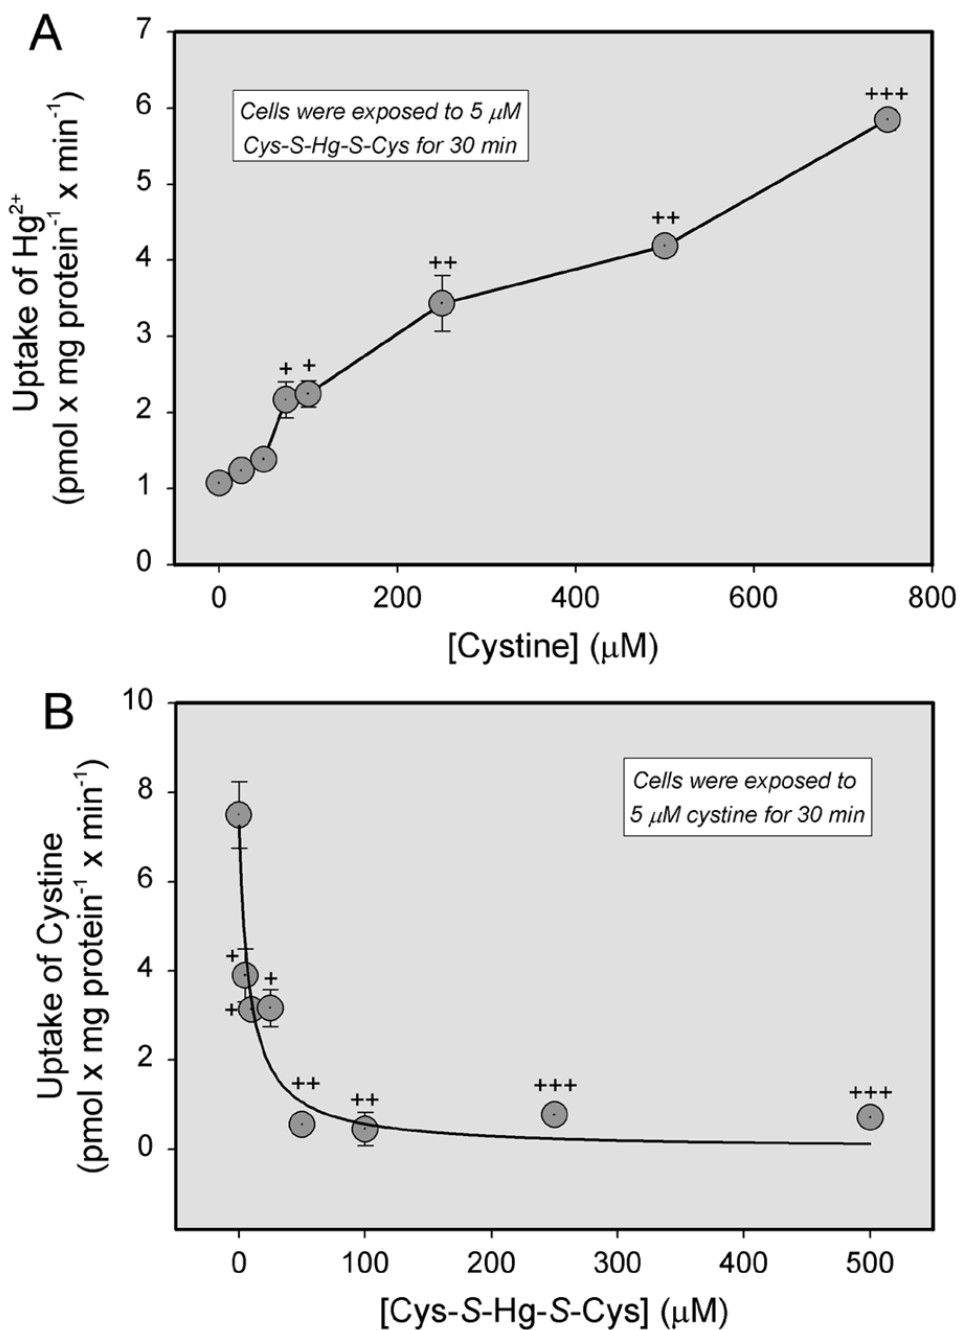 A
7
6
5
4
3
2
1
0
Uptake of Hg²⁺
(pmol x mg protein⁻¹ x min⁻¹)
Cells were exposed to 5 μM
Cys-S-Hg-S-Cys for 30 min
+
+
++
++
+++
0 200 400 600 800
[Cystine] (μM)
B
10
8
6
4
2
0
Uptake of Cystine
(pmol x mg protein⁻¹ x min⁻¹)
Cells were exposed to
5 μM cystine for 30 min
+
+
+
++
++
+++
+++
0 100 200 300 400 500
[Cys-S-Hg-S-Cys] (μM)